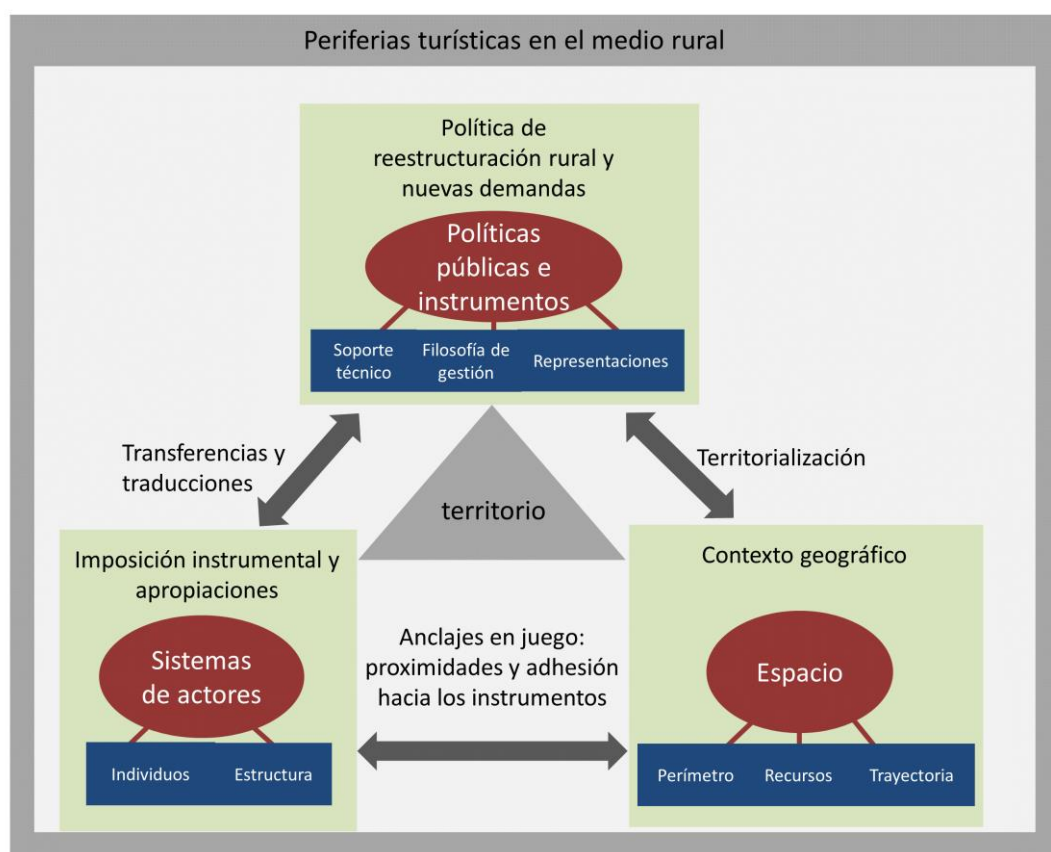 Periferias turísticas en el medio rural
Política de
reestructuración rural y
nuevas demandas
Políticas
públicas e
instrumentos
Soporte
técnico
Filosofía de
gestión
Representaciones
Transferencias y
traducciones
Territorialización
territorio
Imposición instrumental y
apropiaciones
Sistemas
de actores
Individuos
Estructura
Anclajes en juego:
proximidades y adhesión
hacia los instrumentos
Contexto geográfico
Espacio
Perímetro
Recursos
Trayectoria